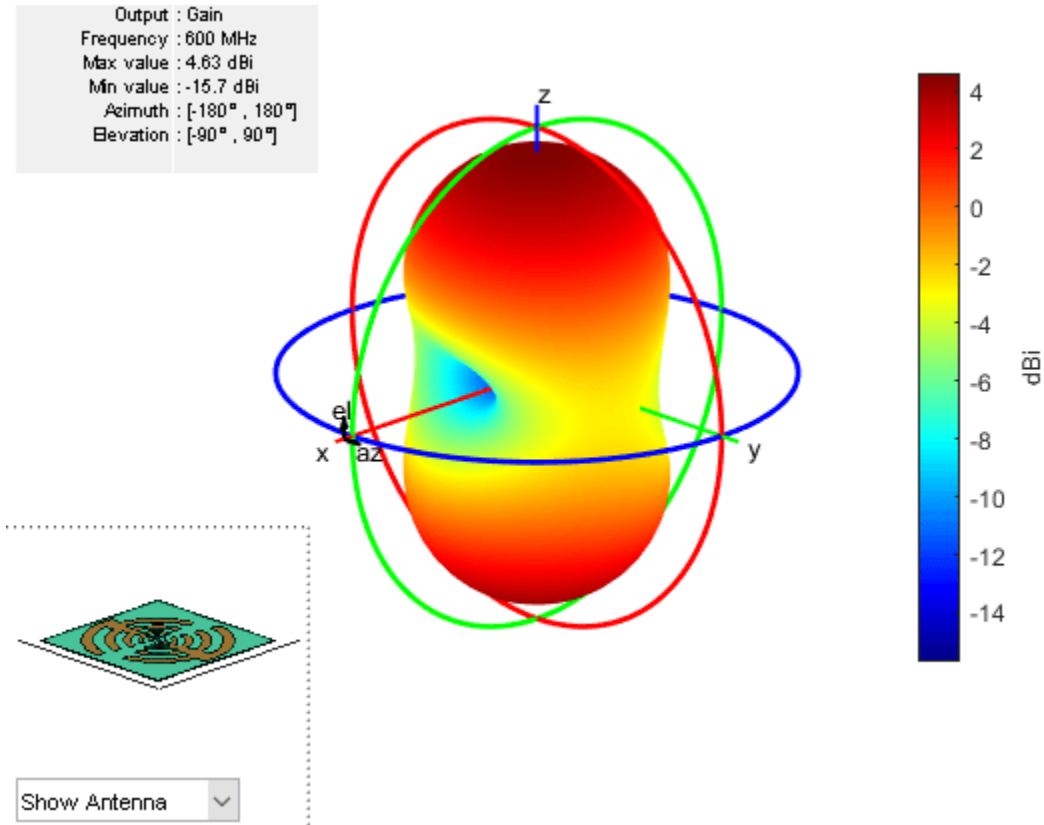 Output : Gain
Frequency : 600 MHz
Max value : 4.63 dBi
Min value : -15.7 dBi
Azimuth : [-180° , 180°]
Elevation : [-90° , 90°]
z
x
el
az
y
4
2
0
-2
-4
-6
-8
-10
-12
-14
dBi
Show Antenna